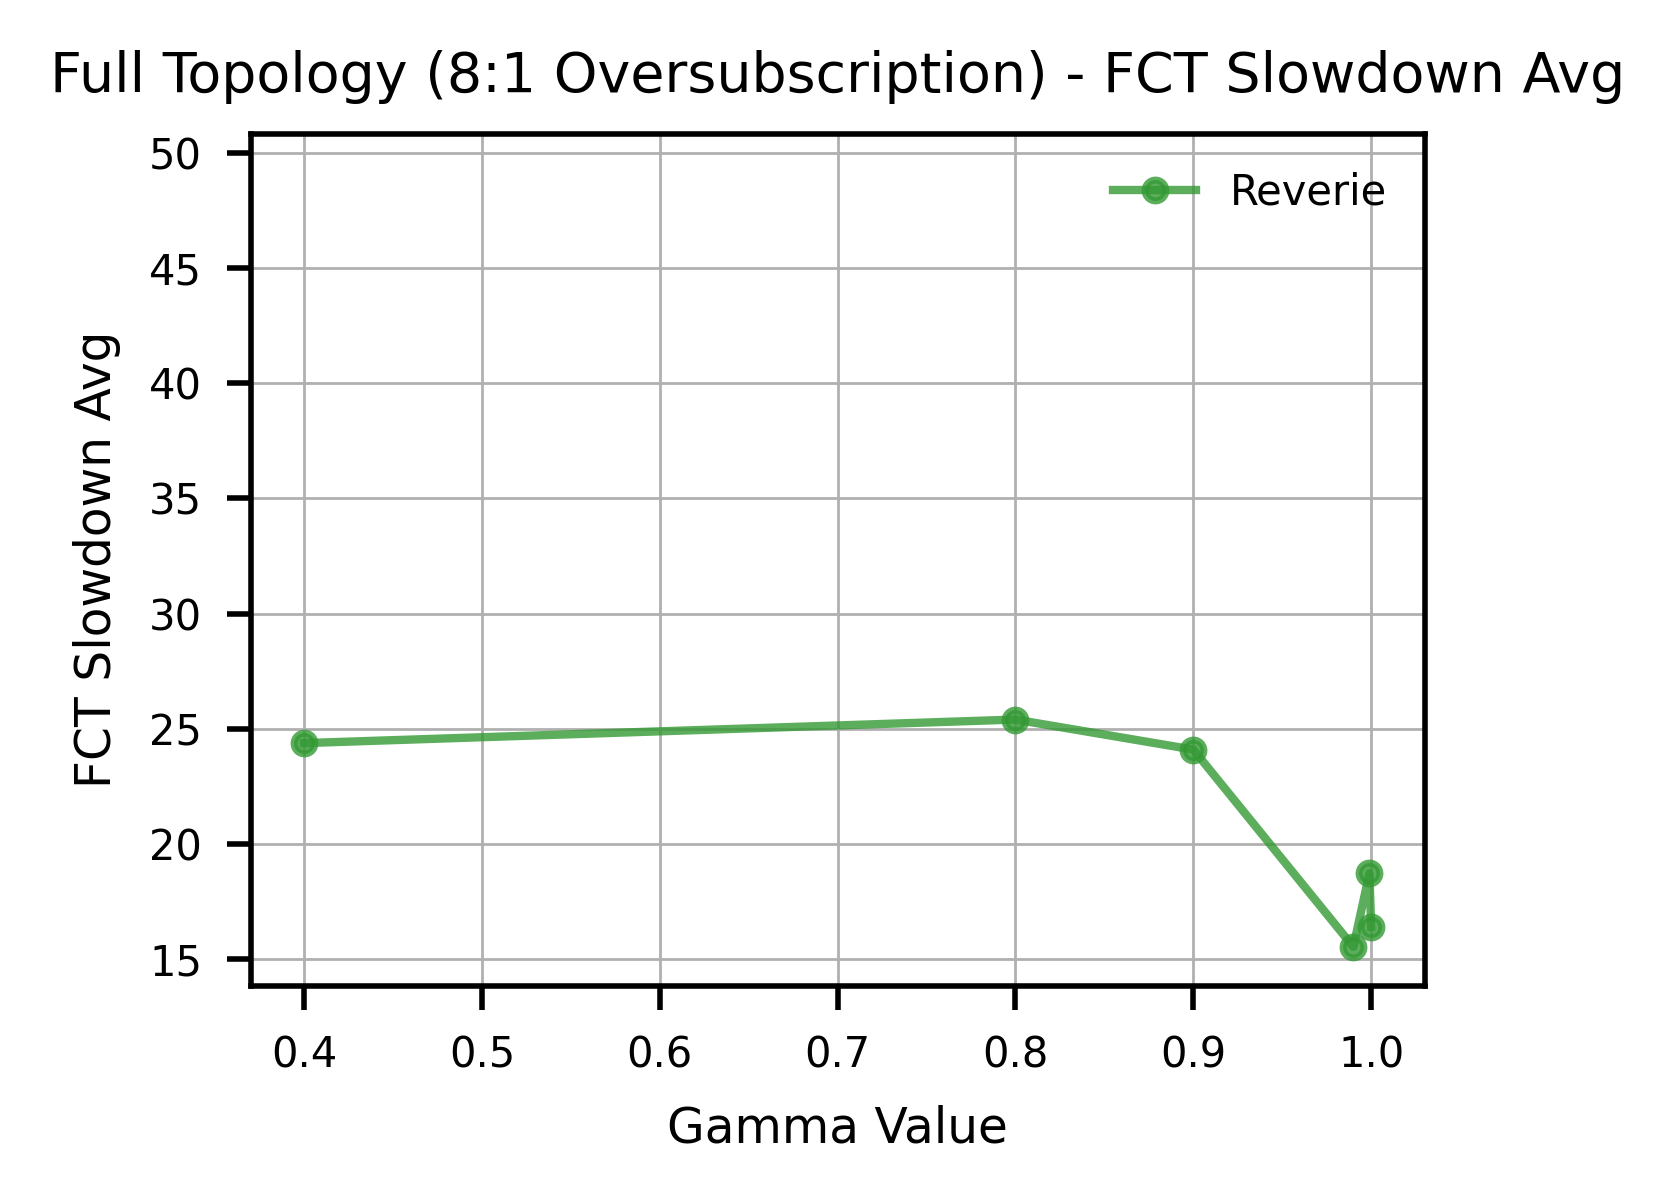 Full Topology (8:1 Oversubscription) - FCT Slowdown Avg
50
45
40
35
30
25
20
15
FCT Slowdown Avg
Reverie
0.4 0.5 0.6 0.7 0.8 0.9 1.0
Gamma Value